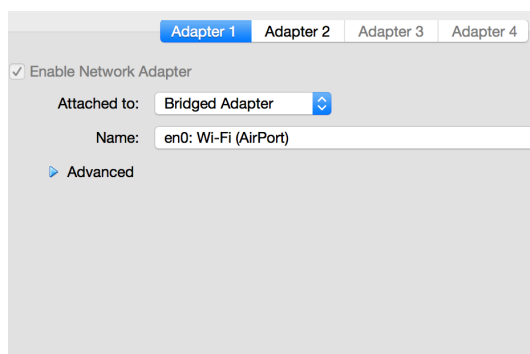 Adapter 1 Adapter 2 Adapter 3 Adapter 4
Enable Network Adapter
Attached to: Bridged Adapter
Name: en0: Wi-Fi (AirPort)
Advanced